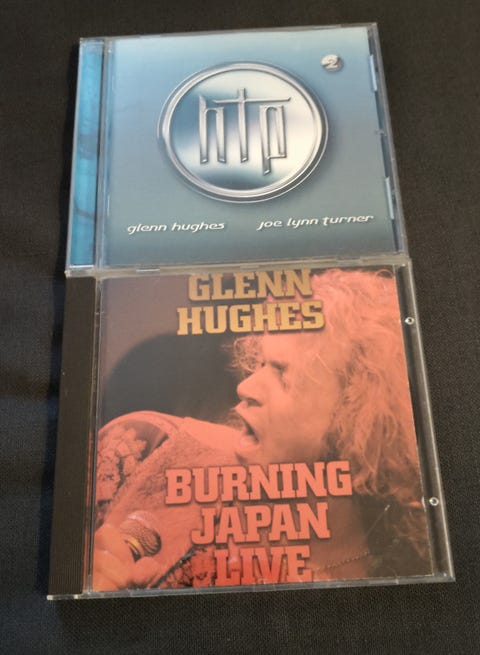 2
htp
glenn hughes joe lynn turner
GLENN
HUGHES
BURNING
JAPAN
LIVE